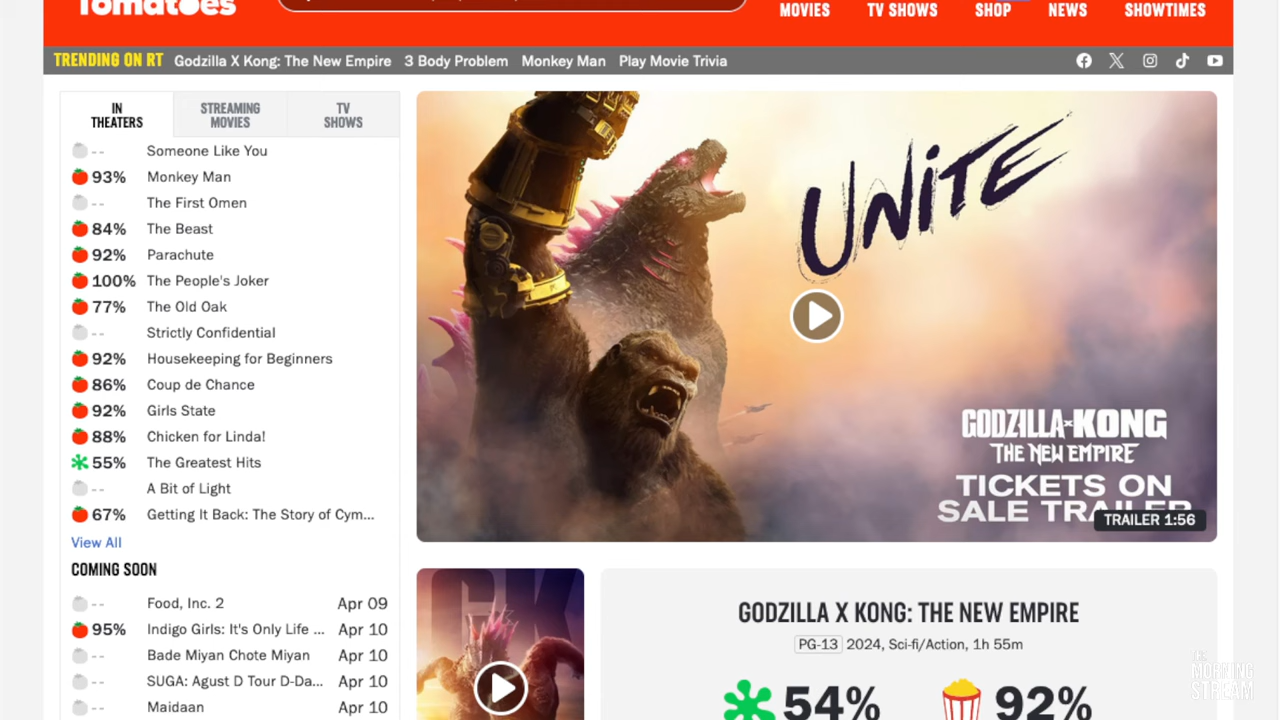 Tomatoes
MOVIES TV SHOWS SHOP NEWS SHOWTIMES
TRENDING ON RT Godzilla X Kong: The New Empire 3 Body Problem Monkey Man Play Movie Trivia
IN THEATERS
STREAMING MOVIES
TV SHOWS
-- Someone Like You
93% Monkey Man
-- The First Omen
84% The Beast
92% Parachute
100% The People's Joker
77% The Old Oak
-- Strictly Confidential
92% Housekeeping for Beginners
86% Coup de Chance
92% Girls State
88% Chicken for Linda!
55% The Greatest Hits
-- A Bit of Light
67% Getting It Back: The Story of Cym...
View All
COMING SOON
-- Food, Inc. 2 Apr 09
95% Indigo Girls: It's Only Life ... Apr 10
-- Bade Miyan Chote Miyan Apr 10
-- SUGA: Agust D Tour D-Da... Apr 10
-- Maidaan Apr 10
UNiTE
GODZILLA x KONG
THE NEW EMPIRE
TICKETS ON
SALE TRAILER
TRAILER 1:56
GODZILLA X KONG: THE NEW EMPIRE
PG-13 2024, Sci-fi/Action, 1h 55m
54% 92%
THE
MORNING
STREAM